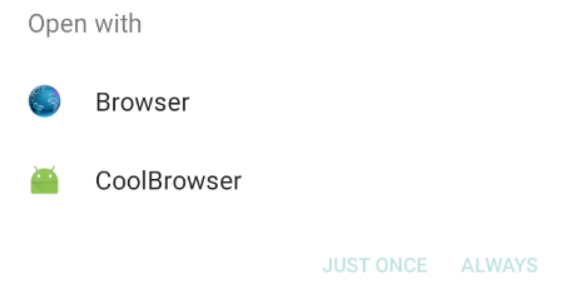 Open with
Browser
CoolBrowser
JUST ONCE ALWAYS